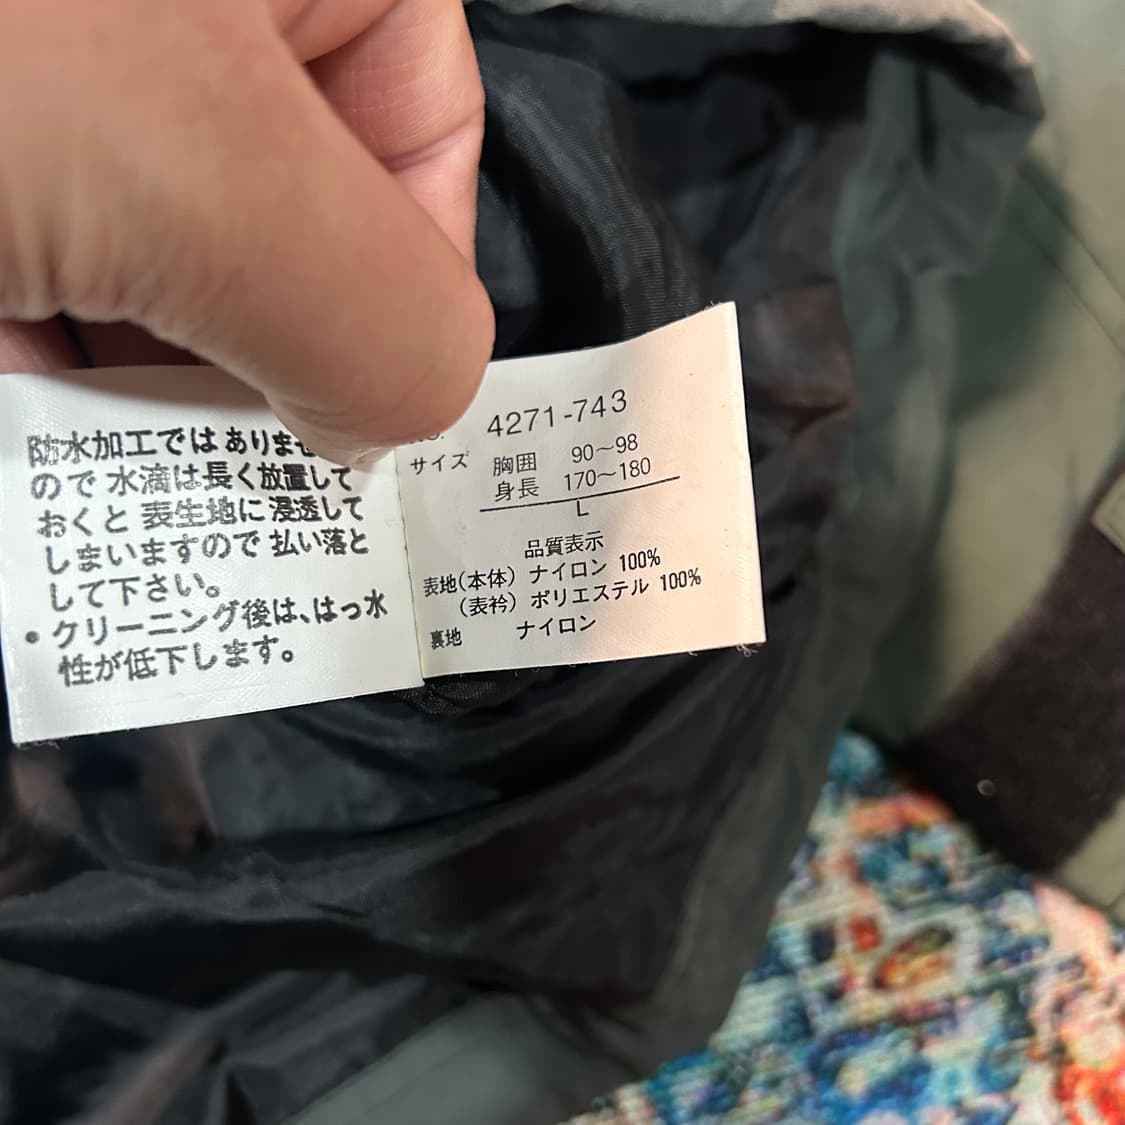 防水加工ではありませ
ので水滴は長く放置して
おくと表生地に浸透して
しまいますので払い落と
して下さい。
• クリーニング後は、はっ水
性が低下します。
4271-743
サイズ 胸囲 90〜98
身長 170〜180
L
品質表示
表地(本体) ナイロン 100%
(表衿) ポリエステル 100%
裏地 ナイロン